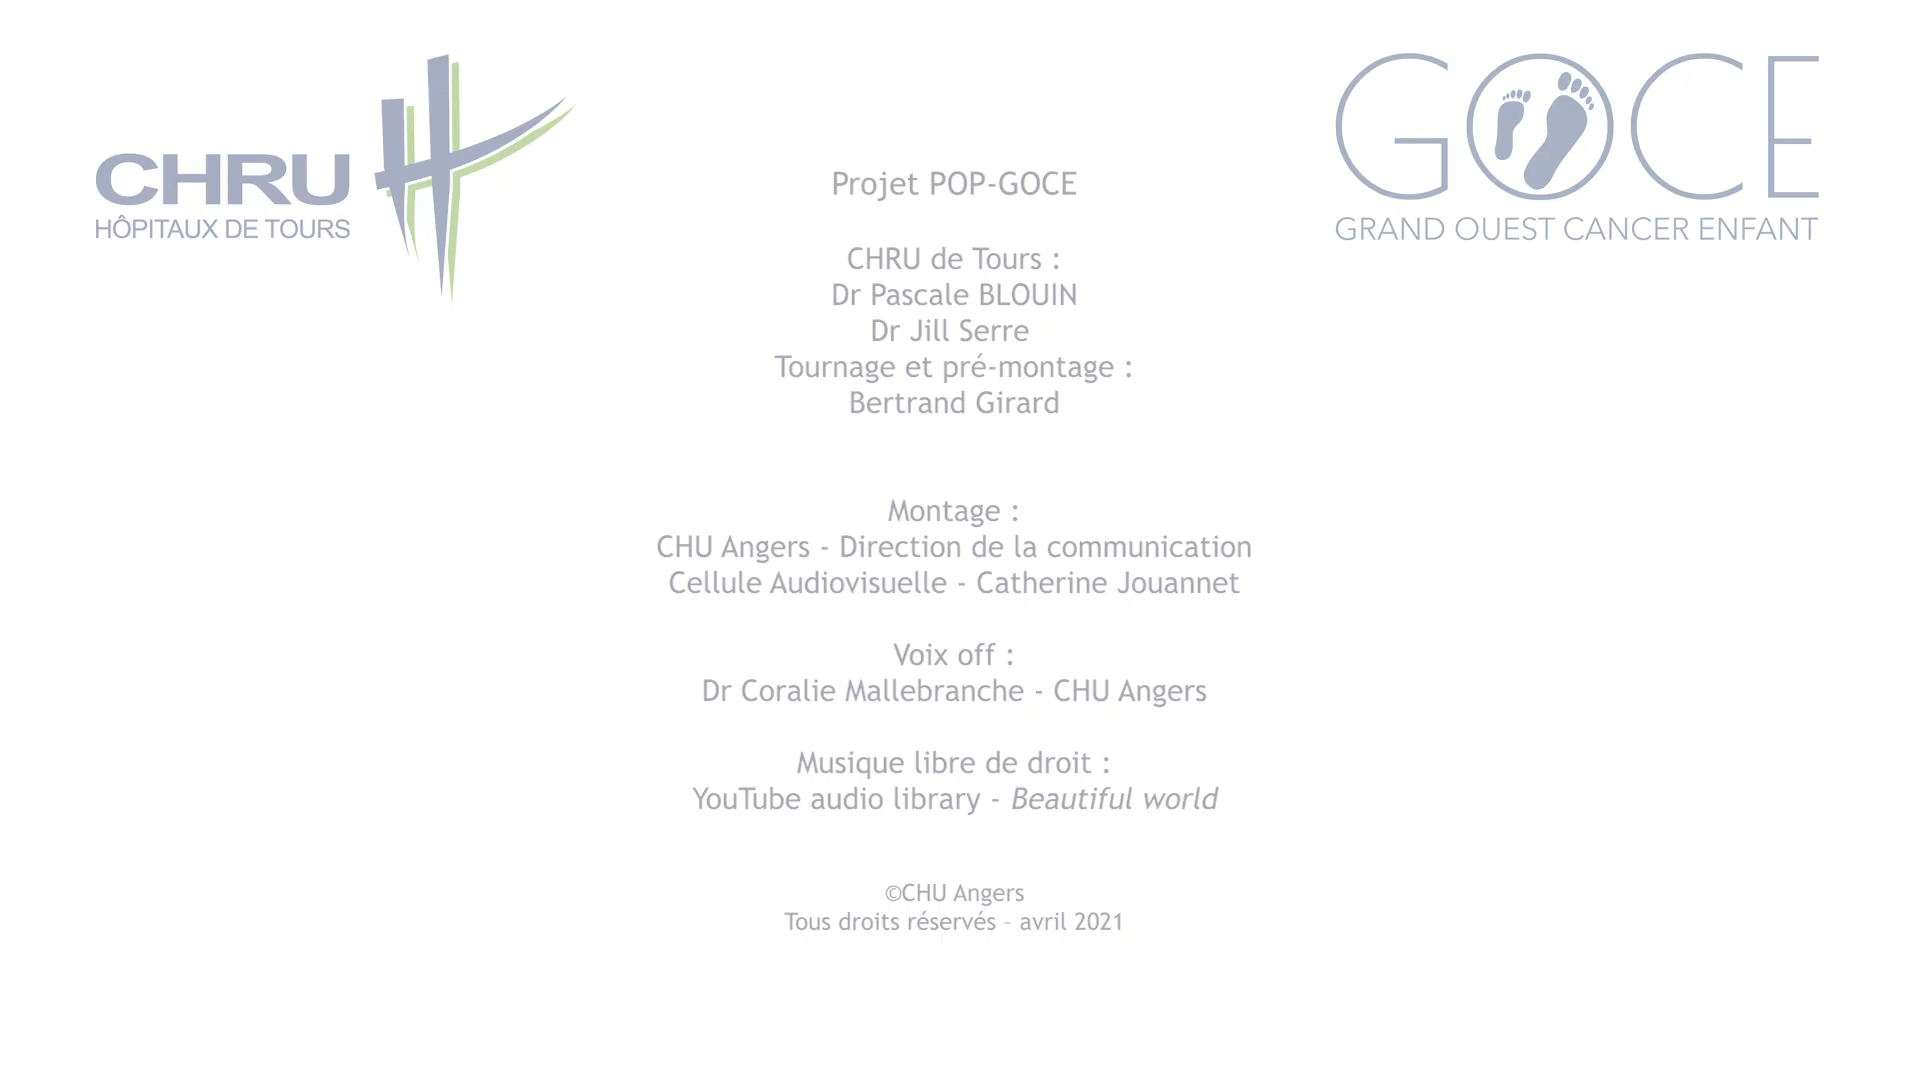 CHRU
HÔPITAUX DE TOURS
GOCE
GRAND OUEST CANCER ENFANT
Projet POP-GOCE
CHRU de Tours :
Dr Pascale BLOUIN
Dr Jill Serre
Tournage et pré-montage :
Bertrand Girard
Montage :
CHU Angers - Direction de la communication
Cellule Audiovisuelle - Catherine Jouannet
Voix off :
Dr Coralie Mallebranche - CHU Angers
Musique libre de droit :
YouTube audio library - Beautiful world
©CHU Angers
Tous droits réservés – avril 2021